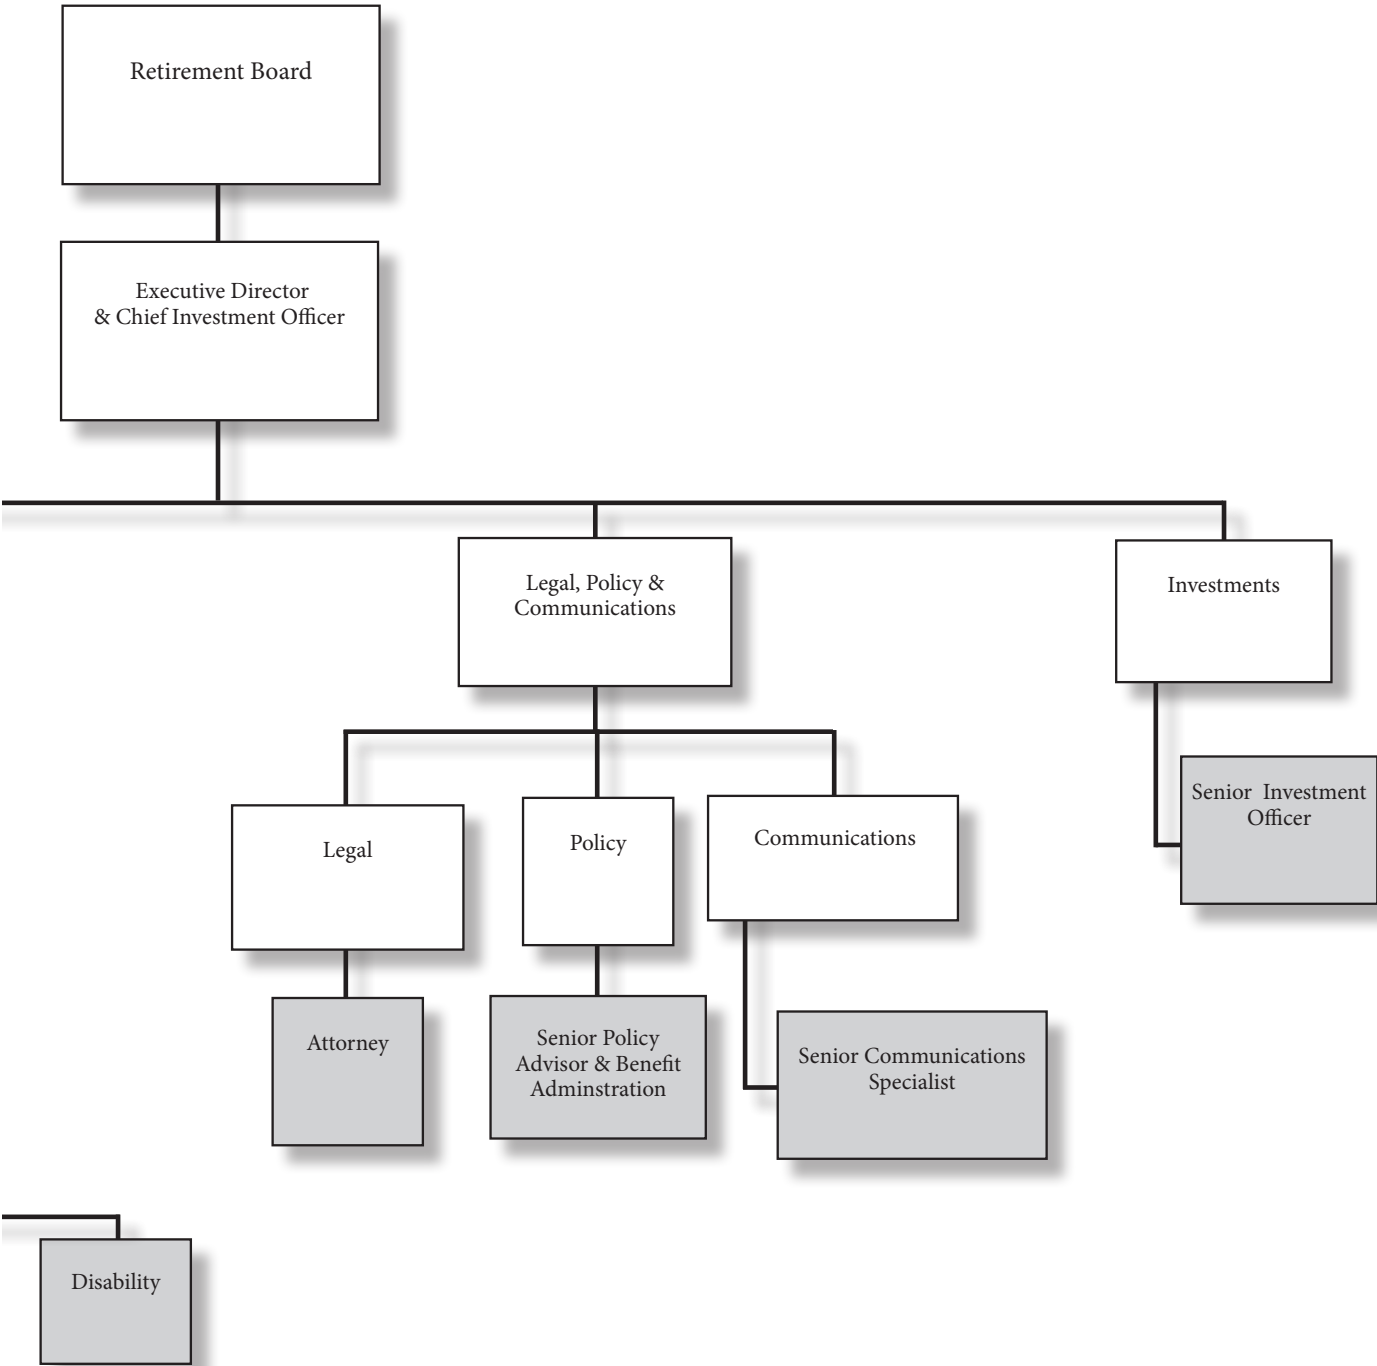 Retirement Board
Executive Director
& Chief Investment Officer
Legal, Policy &
Communications
Investments
Senior Investment
Officer
Legal
Policy
Communications
Attorney
Senior Policy
Advisor & Benefit
Adminstration
Senior Communications
Specialist
Disability